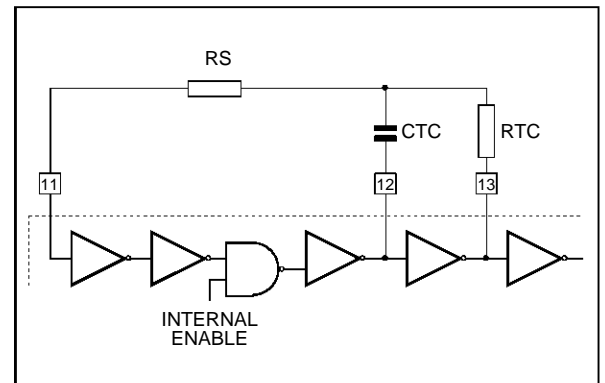 RS
CTC
RTC
11
12
13
INTERNAL
ENABLE